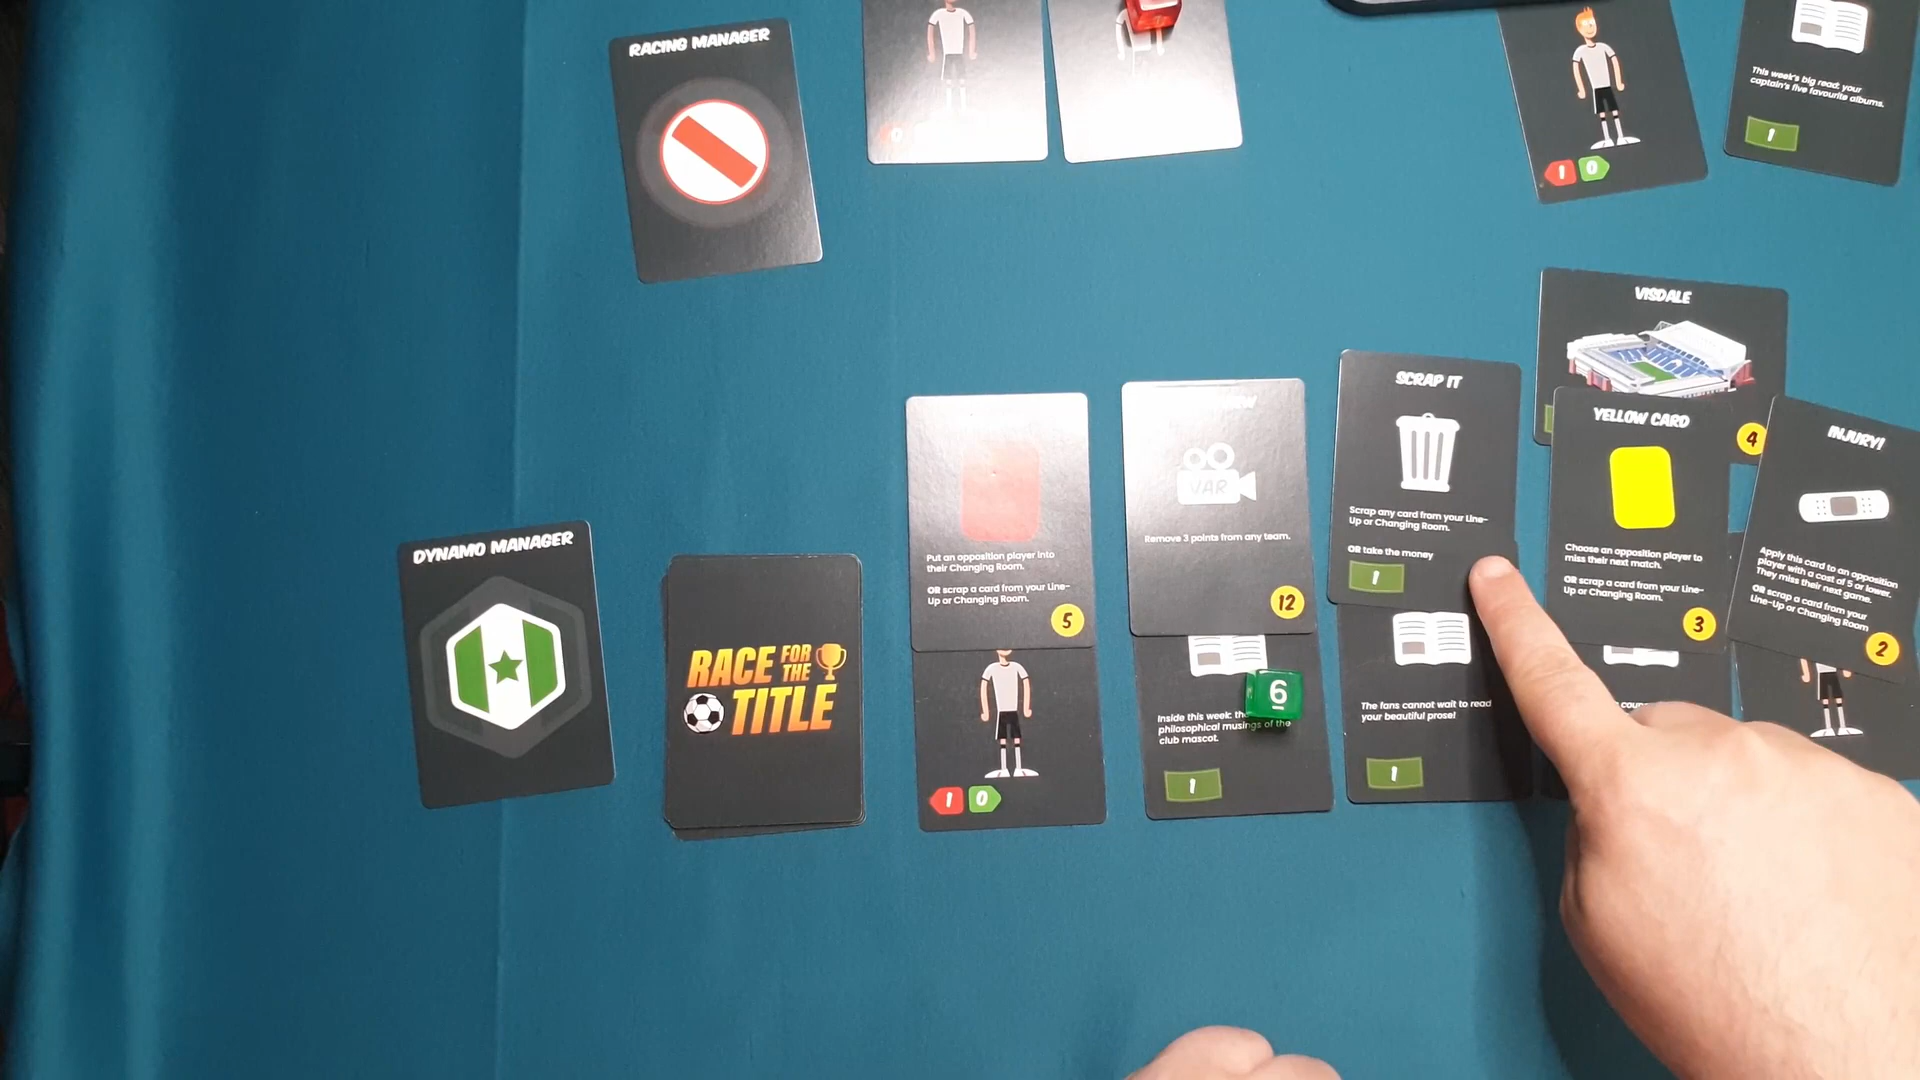 RACING MANAGER
0
1 0
This week's big read: your
captain's five favourite albums.
1
VISDALE
4
DYNAMO MANAGER
RACE FOR THE TITLE
Put an opposition player into
their Changing Room.
OR scrap a card from your Line-
Up or Changing Room.
5
1 0
VAR
Remove 3 points from any team.
12
Inside this week: the
philosophical musings of the
club mascot.
6
1
SCRAP IT
Scrap any card from your Line-
Up or Changing Room.
OR take the money
1
The fans cannot wait to read
your beautiful prose!
1
YELLOW CARD
Choose an opposition player to
miss their next match.
OR scrap a card from your Line-
Up or Changing Room.
3
INJURY!
Apply this card to an opposition
player with a cost of 5 or lower.
They miss their next game.
OR scrap a card from your
Line-Up or Changing Room
2